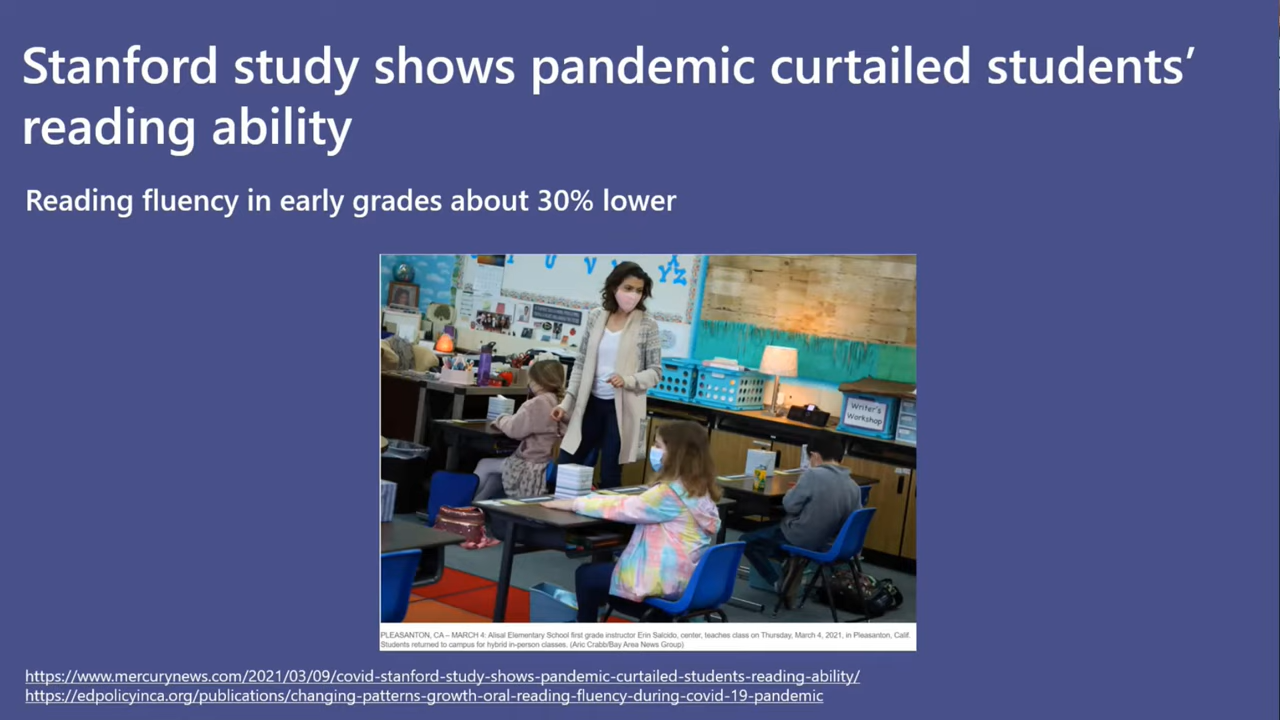 Stanford study shows pandemic curtailed students’
reading ability
Reading fluency in early grades about 30% lower
U
V
Y Z
Writer's
Workshop
PLEASANTON, CA – MARCH 4: Alisal Elementary School first grade instructor Erin Salcido, center, teaches class on Thursday, March 4, 2021, in Pleasanton, Calif.
Students returned to campus for hybrid in-person classes. (Aric Crabb/Bay Area News Group)
https://www.mercurynews.com/2021/03/09/covid-stanford-study-shows-pandemic-curtailed-students-reading-ability/
https://edpolicyinca.org/publications/changing-patterns-growth-oral-reading-fluency-during-covid-19-pandemic